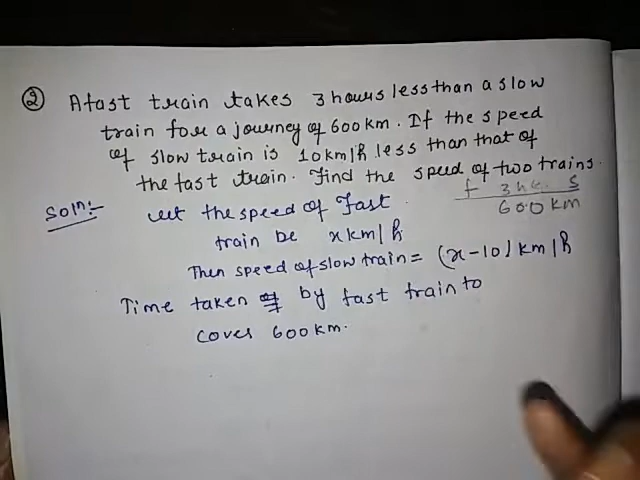 ② A fast train takes 3 hours less than a slow
train for a journey of 600 km. If the speed
of slow train is 10 km/h less than that of
the fast train. Find the speed of two trains.
f 3 hr. S
600 km
Soln:- Let the speed of Fast
train be x km/h
Then speed of slow train = (x-10) km/h
Time taken of by fast train to
cover 600 km.